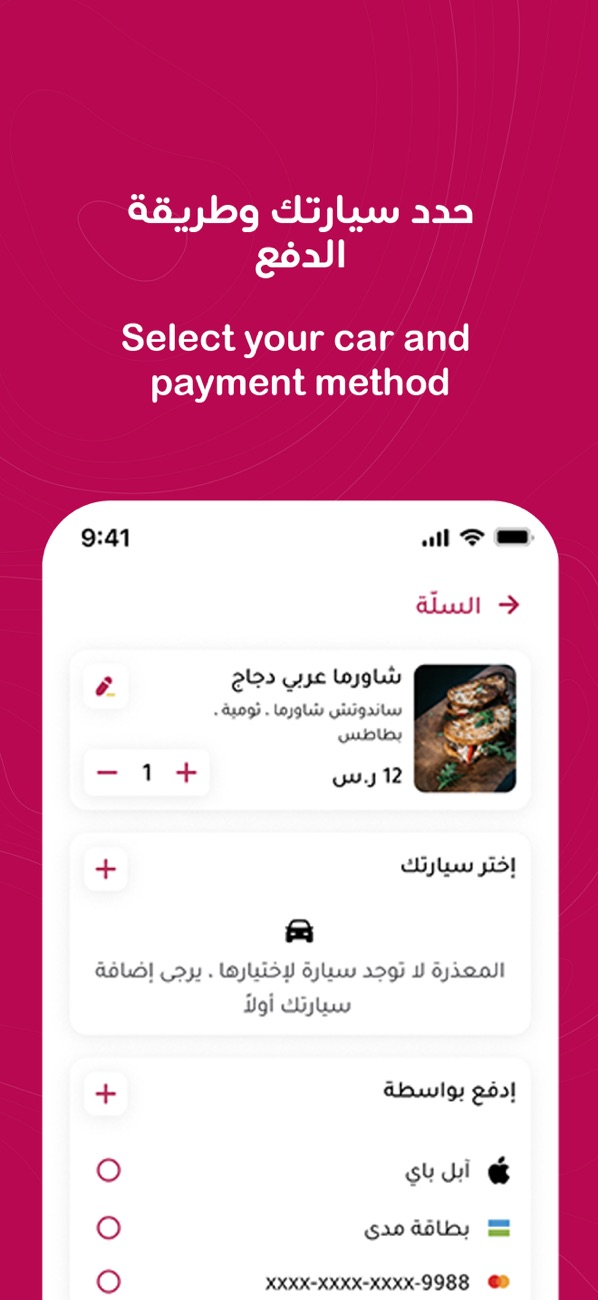 حدد سيارتك وطريقة
الدفع
Select your car and
payment method
9:41
السلّة
شاورما عربي دجاج
ساندوتش شاورما ، ثومية ،
بطاطس
12 ر.س
1
إختر سيارتك
المعذرة لا توجد سيارة لإختيارها ، يرجى إضافة
سيارتك أولاً
إدفع بواسطة
آبل باي
بطاقة مدى
xxxx-xxxx-xxxx-9988